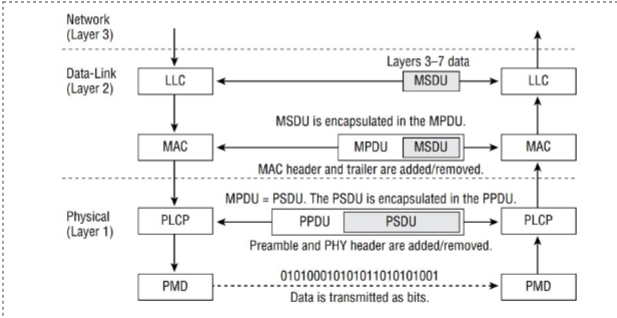 Network
(Layer 3)
Layers 3–7 data
Data-Link
(Layer 2)
LLC
MSDU
LLC
MSDU is encapsulated in the MPDU.
MAC
MPDU
MSDU
MAC
MAC header and trailer are added/removed.
MPDU = PSDU. The PSDU is encapsulated in the PPDU.
Physical
(Layer 1)
PLCP
PPDU
PSDU
PLCP
Preamble and PHY header are added/removed.
010100010101011010101001
PMD
PMD
Data is transmitted as bits.